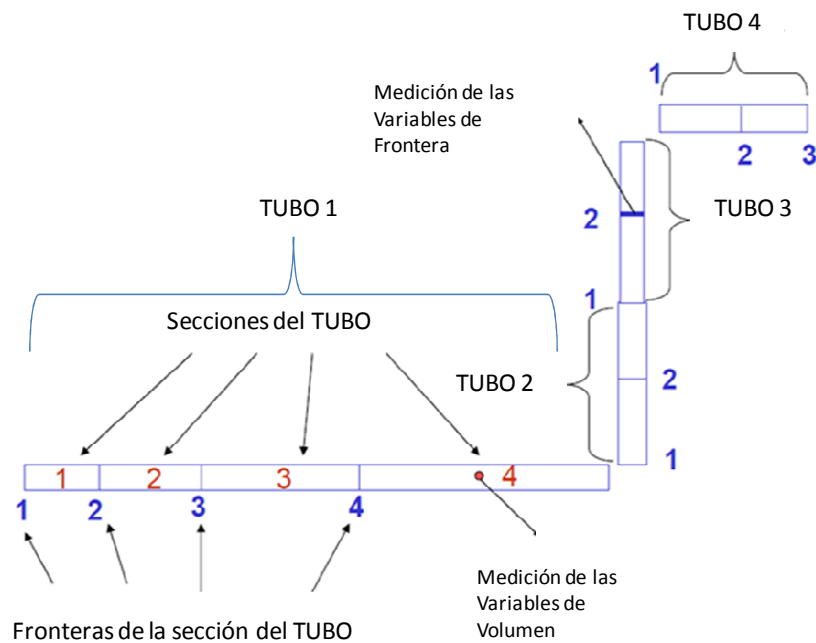 TUBO 4
1
Medición de las
Variables de
Frontera
2 3
TUBO 1
2
TUBO 3
1
Secciones del TUBO
TUBO 2
2
1
1 2 3 4
1 2 3 4
Medición de las
Variables de
Volumen
Fronteras de la sección del TUBO